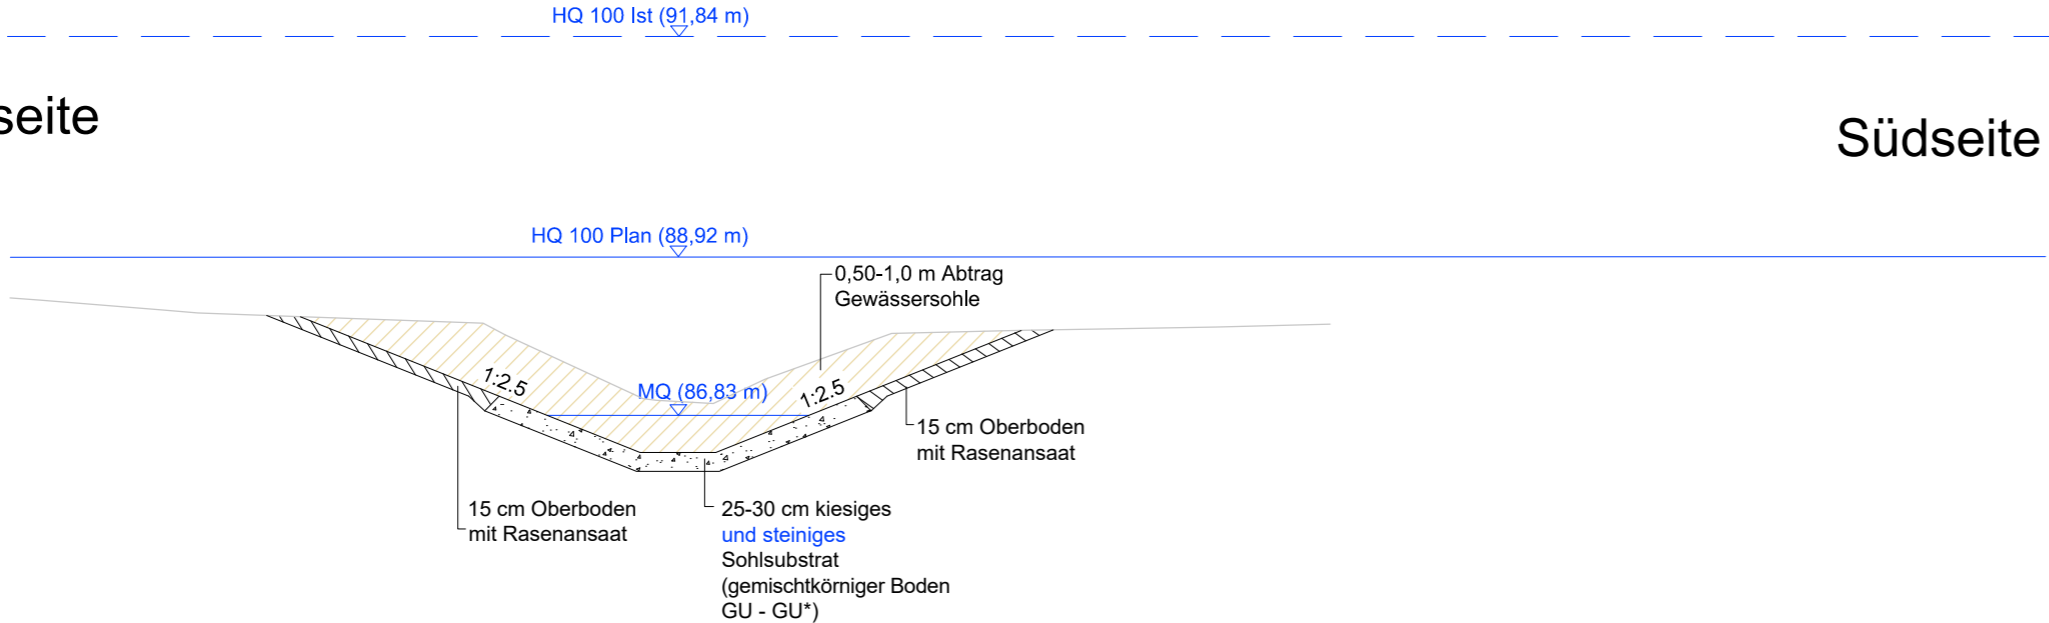 HQ 100 Ist (91,84 m)
seite
Südseite
HQ 100 Plan (88,92 m)
0,50-1,0 m Abtrag
Gewässersohle
1:2.5
MQ (86,83 m)
1:2.5
15 cm Oberboden
mit Rasenansaat
15 cm Oberboden
mit Rasenansaat
25-30 cm kiesiges
und steiniges
Sohlsubstrat
(gemischtkörniger Boden
GU - GU*)